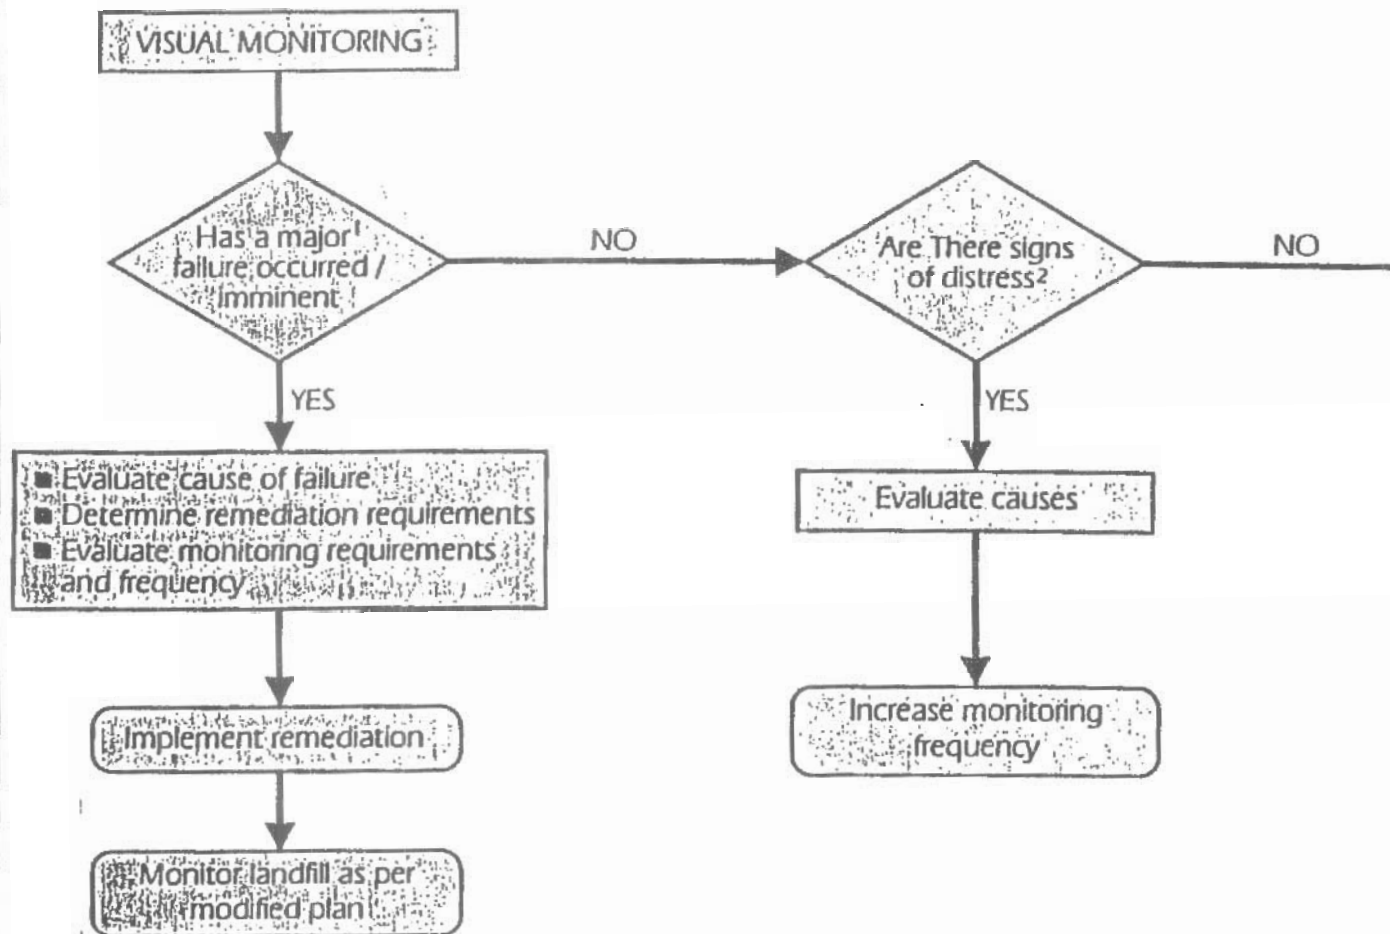 VISUAL MONITORING
Has a major¹
failure occurred /
Imminent
NO
Are There signs
of distress²
NO
YES
YES
■ Evaluate cause of failure
■ Determine remediation requirements
■ Evaluate monitoring requirements
and frequency
Evaluate causes
Implement remediation
Increase monitoring
frequency
Monitor landfill as per
modified plan